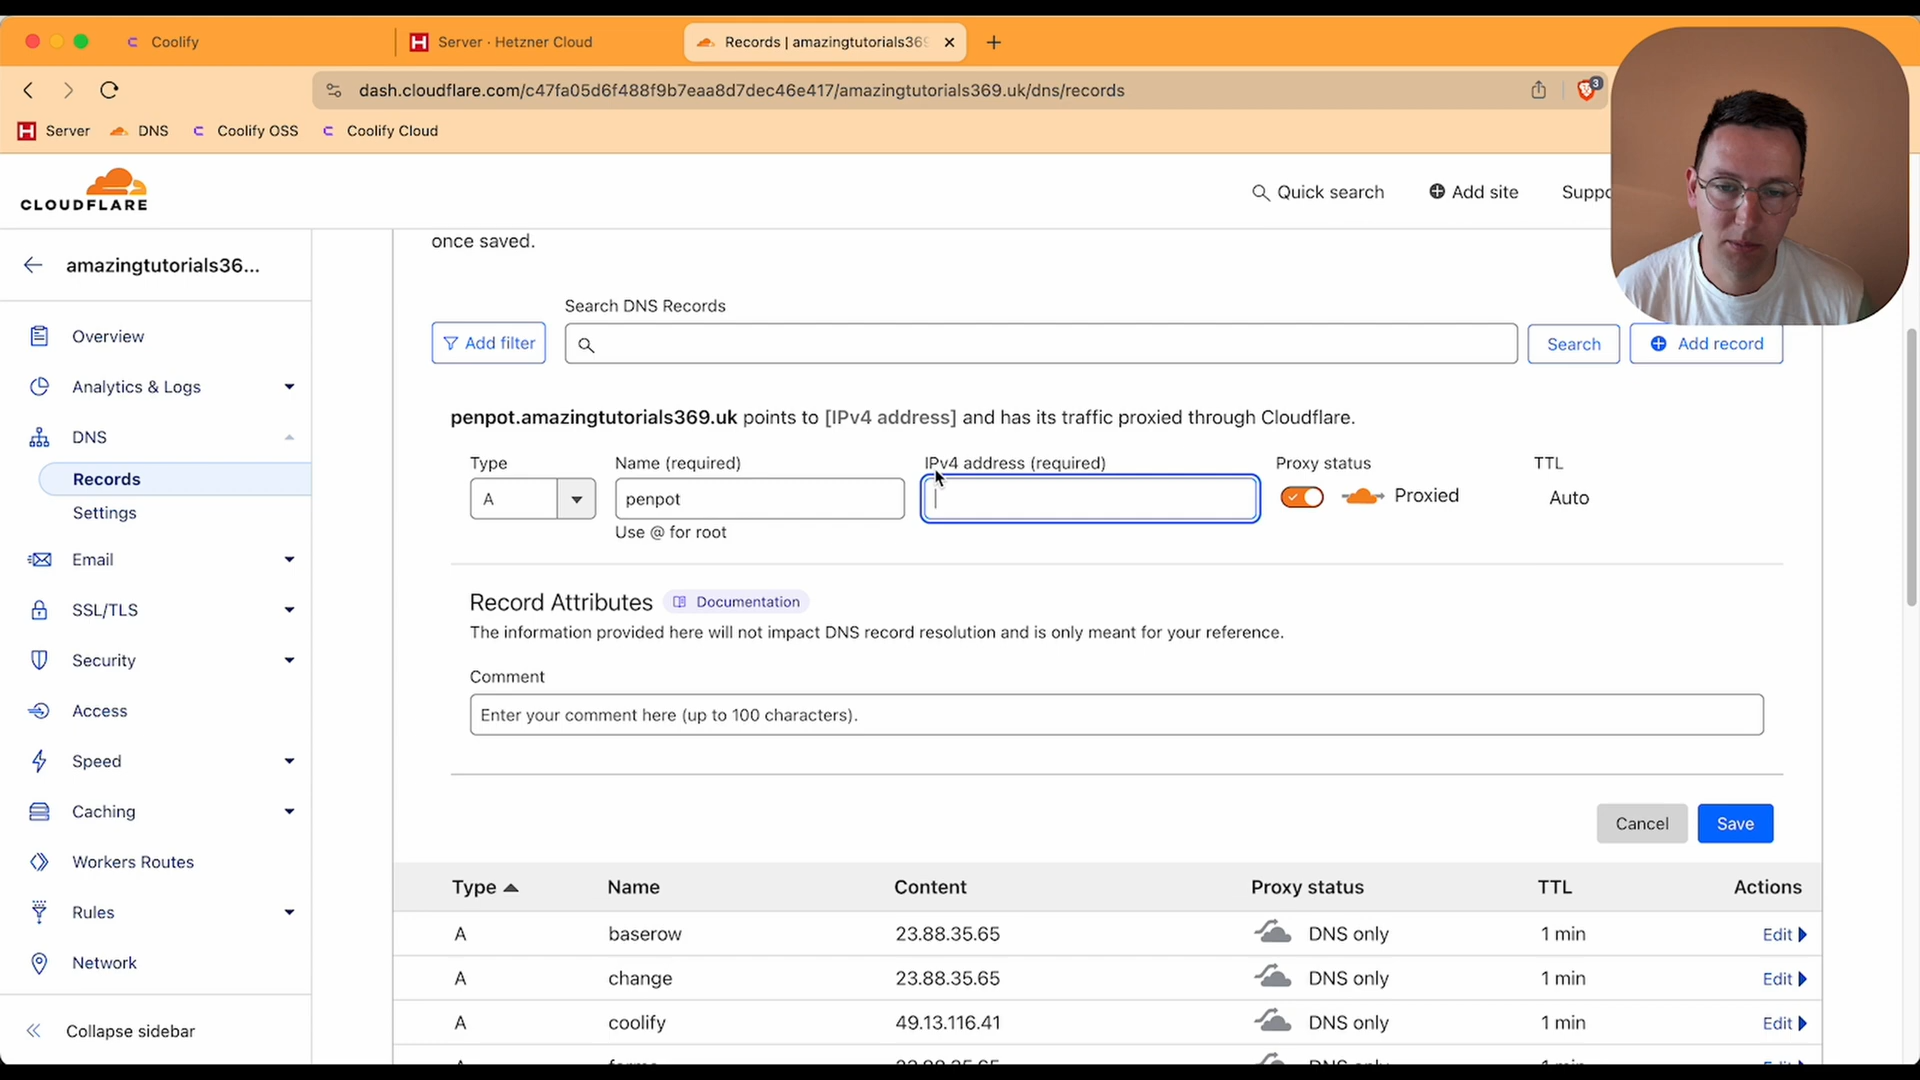 Coolify
Server · Hetzner Cloud
Records | amazingtutorials369
dash.cloudflare.com/c47fa05d6f488f9b7eaa8d7dec46e417/amazingtutorials369.uk/dns/records
3
Server
DNS
Coolify OSS
Coolify Cloud
CLOUDFLARE
Quick search
Add site
Suppo
amazingtutorials36...
once saved.
Search DNS Records
Add filter
Search
Add record
Overview
Analytics & Logs
DNS
Records
Settings
Email
SSL/TLS
Security
Access
Speed
Caching
Workers Routes
Rules
Network
Collapse sidebar
penpot.amazingtutorials369.uk points to [IPv4 address] and has its traffic proxied through Cloudflare.
Type
Name (required)
IPv4 address (required)
Proxy status
TTL
A
penpot
Proxied
Auto
Use @ for root
Record Attributes
Documentation
The information provided here will not impact DNS record resolution and is only meant for your reference.
Comment
Enter your comment here (up to 100 characters).
Cancel
Save
Type Name Content Proxy status TTL Actions
A baserow 23.88.35.65 DNS only 1 min Edit
A change 23.88.35.65 DNS only 1 min Edit
A coolify 49.13.116.41 DNS only 1 min Edit